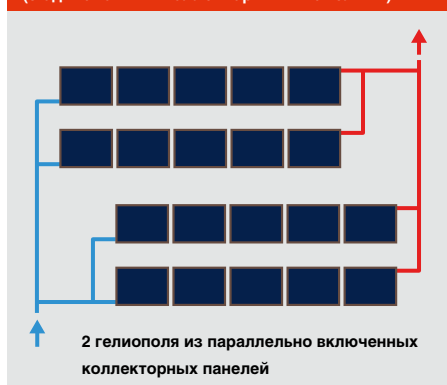 2 гелиополя из параллельно включенных
коллекторных панелей